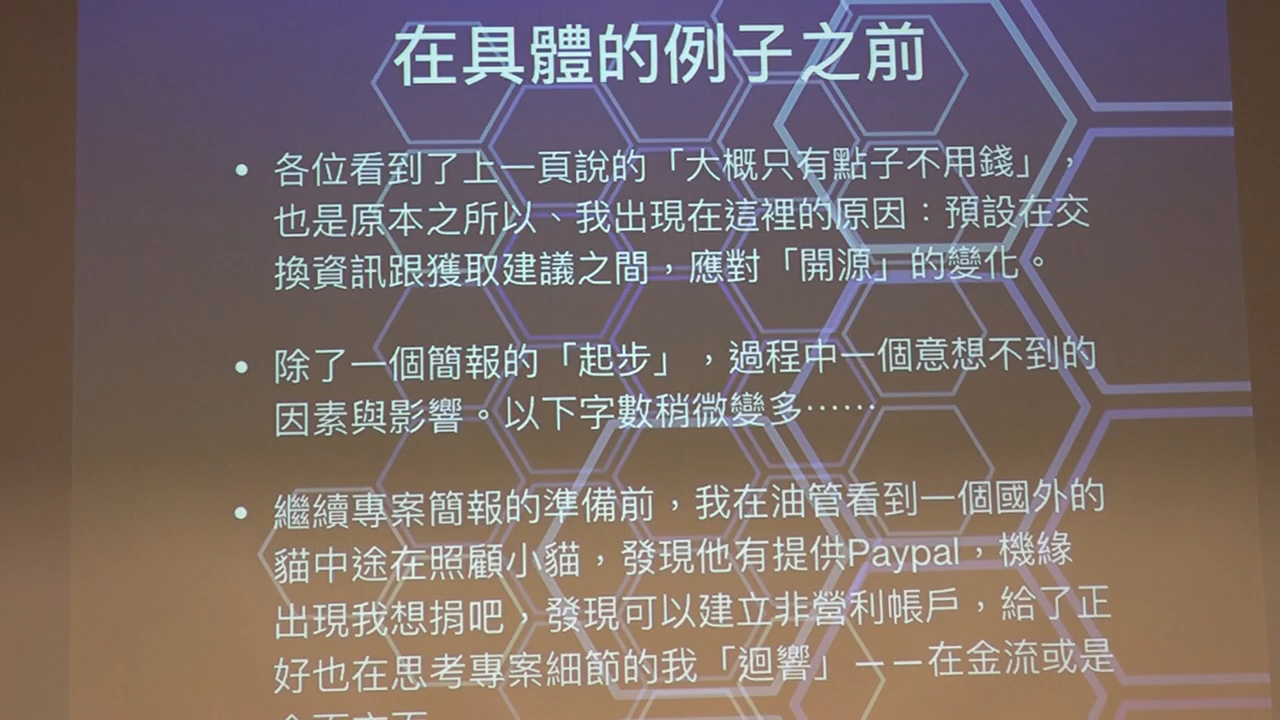 在具體的例子之前
• 各位看到了上一頁說的「大概只有點子不用錢」，
也是原本之所以、我出現在這裡的原因：預設在交
換資訊跟獲取建議之間，應對「開源」的變化。
• 除了一個簡報的「起步」，過程中一個意想不到的
因素與影響。以下字數稍微變多⋯⋯
• 繼續專案簡報的準備前，我在油管看到一個國外的
貓中途在照顧小貓，發現他有提供Paypal，機緣
出現我想捐吧，發現可以建立非營利帳戶，給了正
好也在思考專案細節的我「迴響」——在金流或是